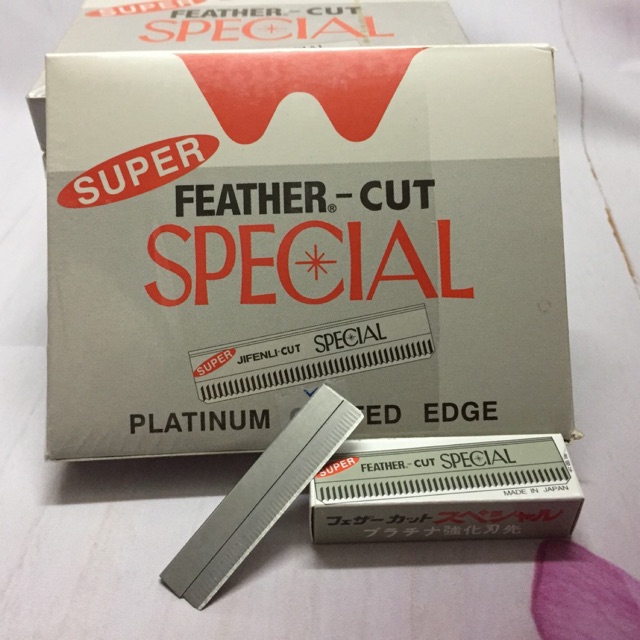 SUPER
FEATHER®-CUT
SPECIAL
SUPER
FEATHER®-CUT
SPECIAL
SUPER JIFENLI-CUT SPECIAL
PLATINUM EDGE
SUPER FEATHER®-CUT SPECIAL
MADE IN JAPAN
フェザーカット スペシャル
プラチナ強化刃先